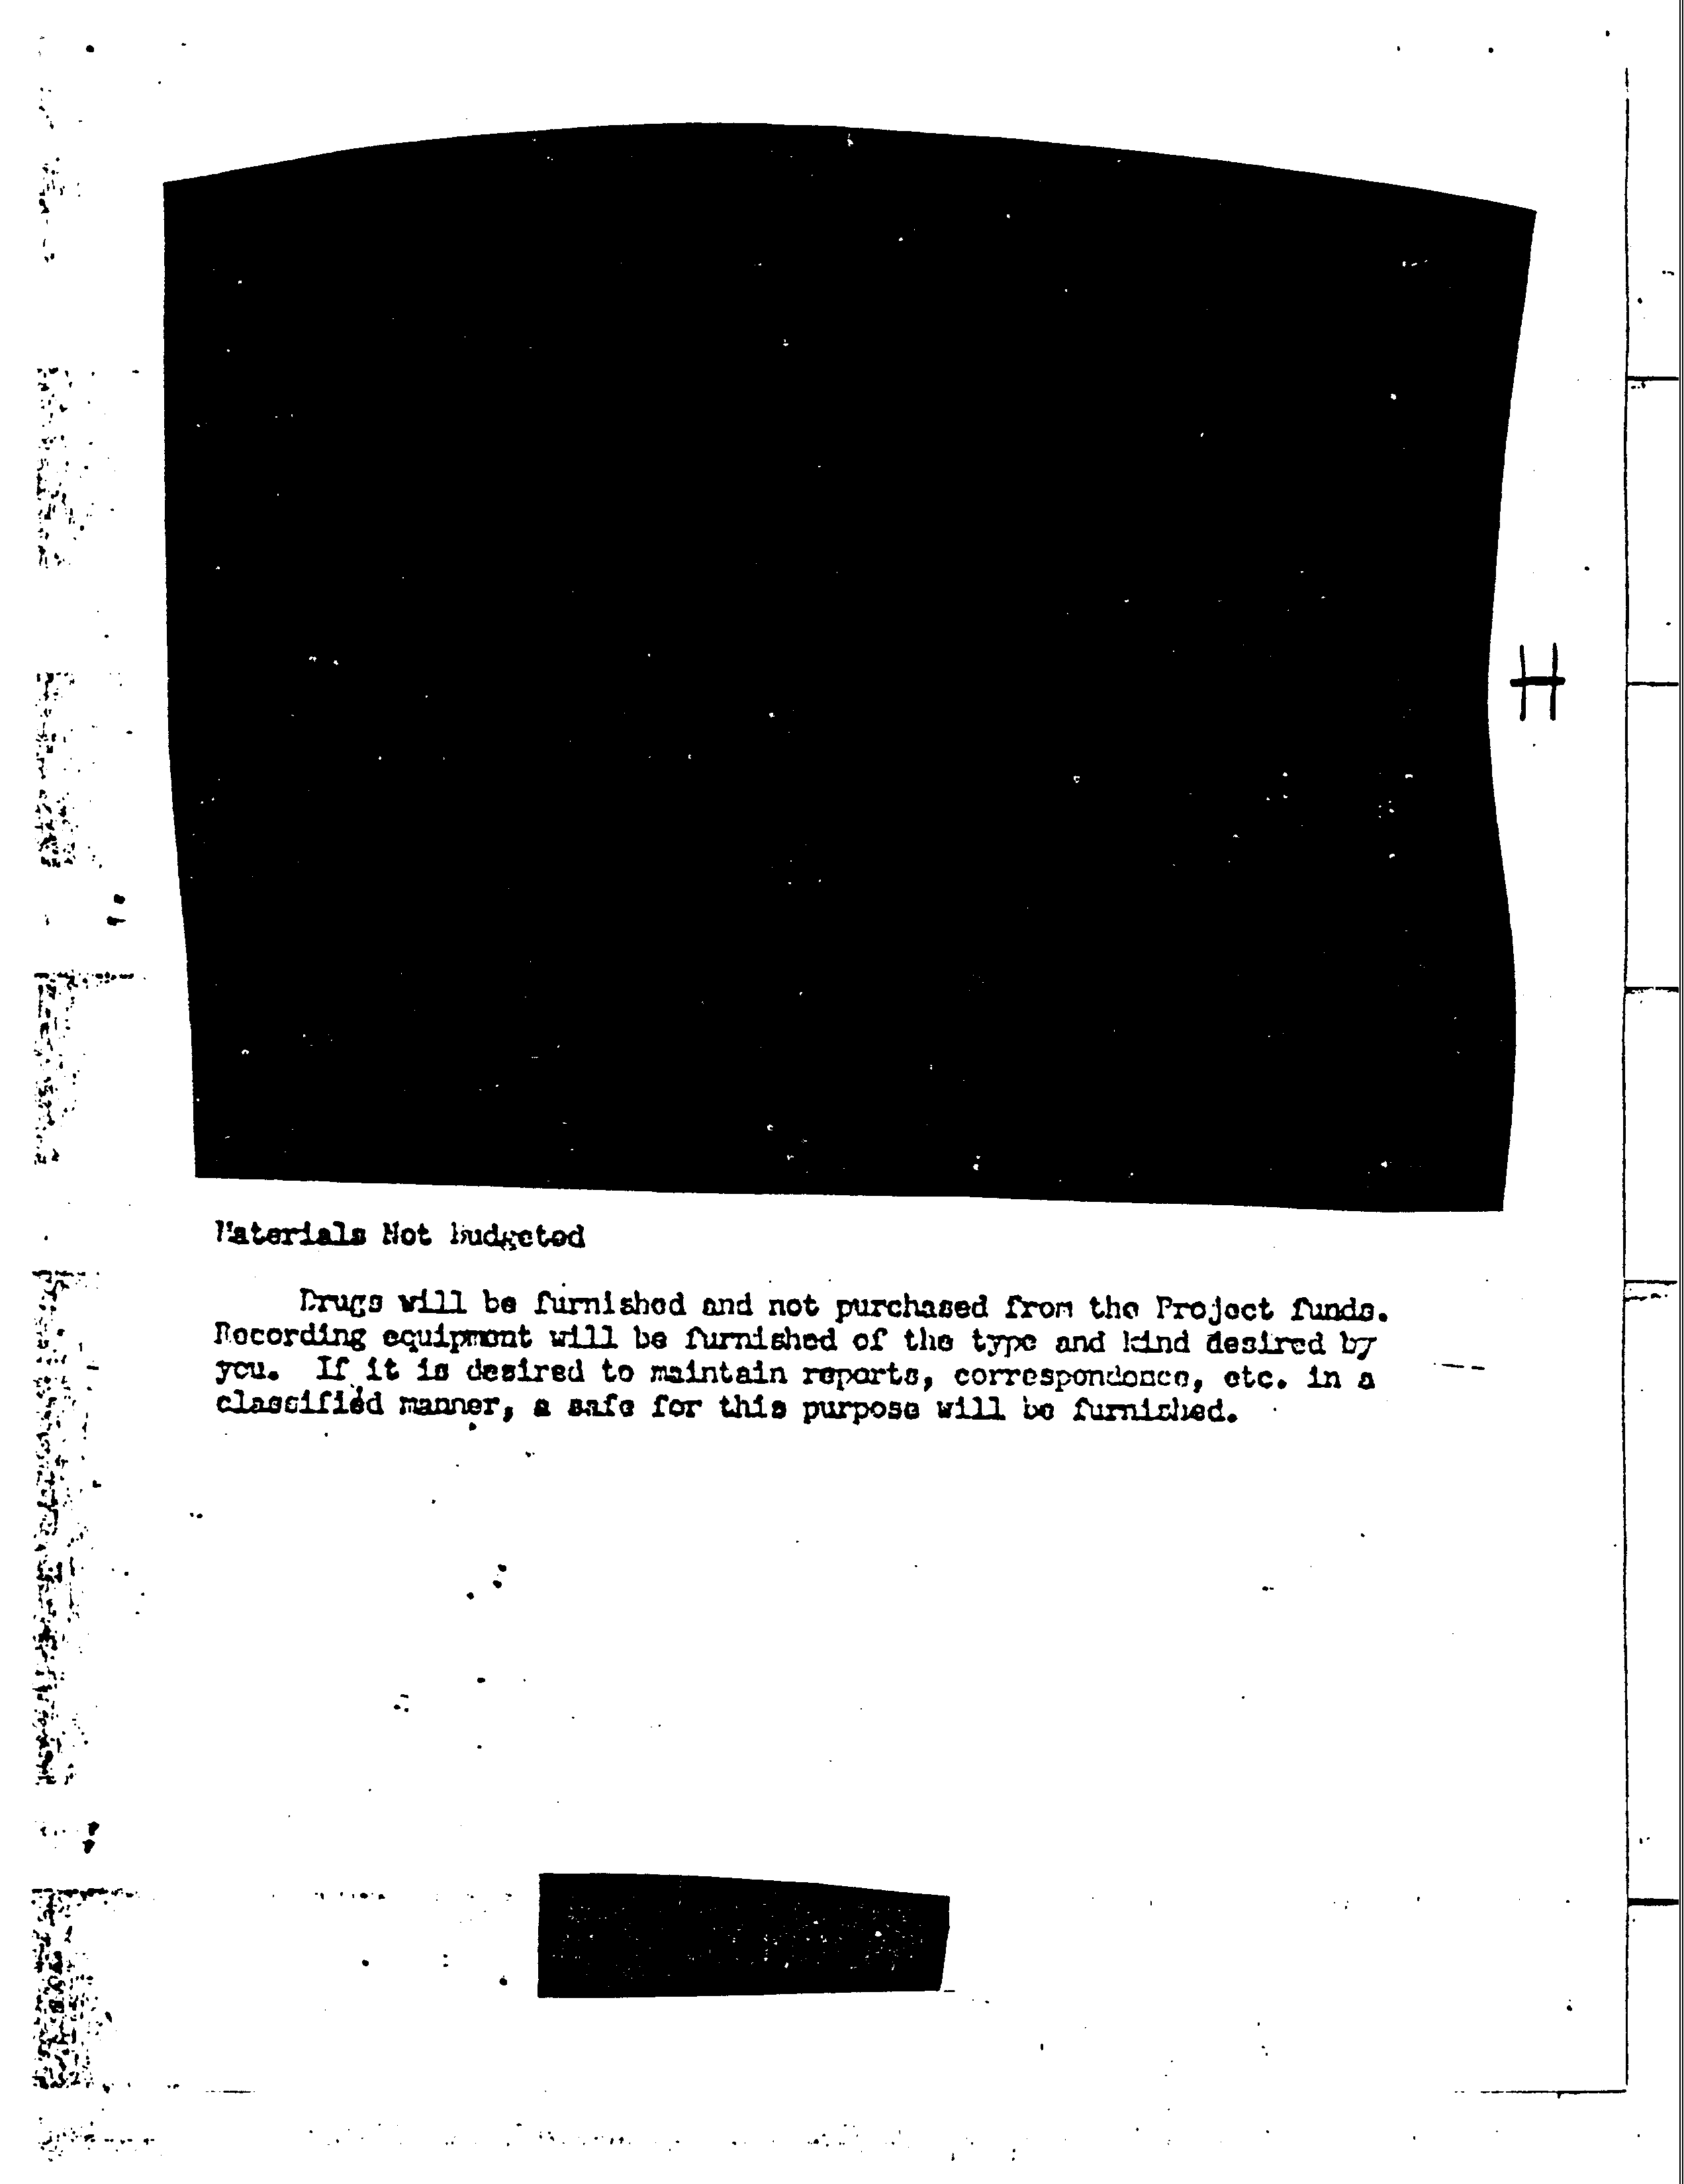 H
Materials Not Budgeted
Drugs will be furnished and not purchased from the Project funds.
Recording equipment will be furnished of the type and kind desired by
you. If it is desired to maintain reports, correspondence, etc. in a
classified manner, a safe for this purpose will be furnished.